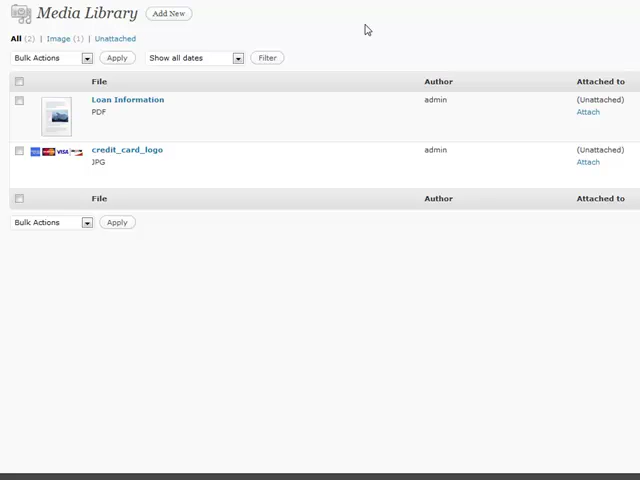 Media Library Add New
All (2) | Image (1) | Unattached
Bulk Actions Apply Show all dates Filter
File Author Attached to
Loan Information admin (Unattached)
PDF Attach
VISA credit_card_logo admin (Unattached)
JPG Attach
File Author Attached to
Bulk Actions Apply